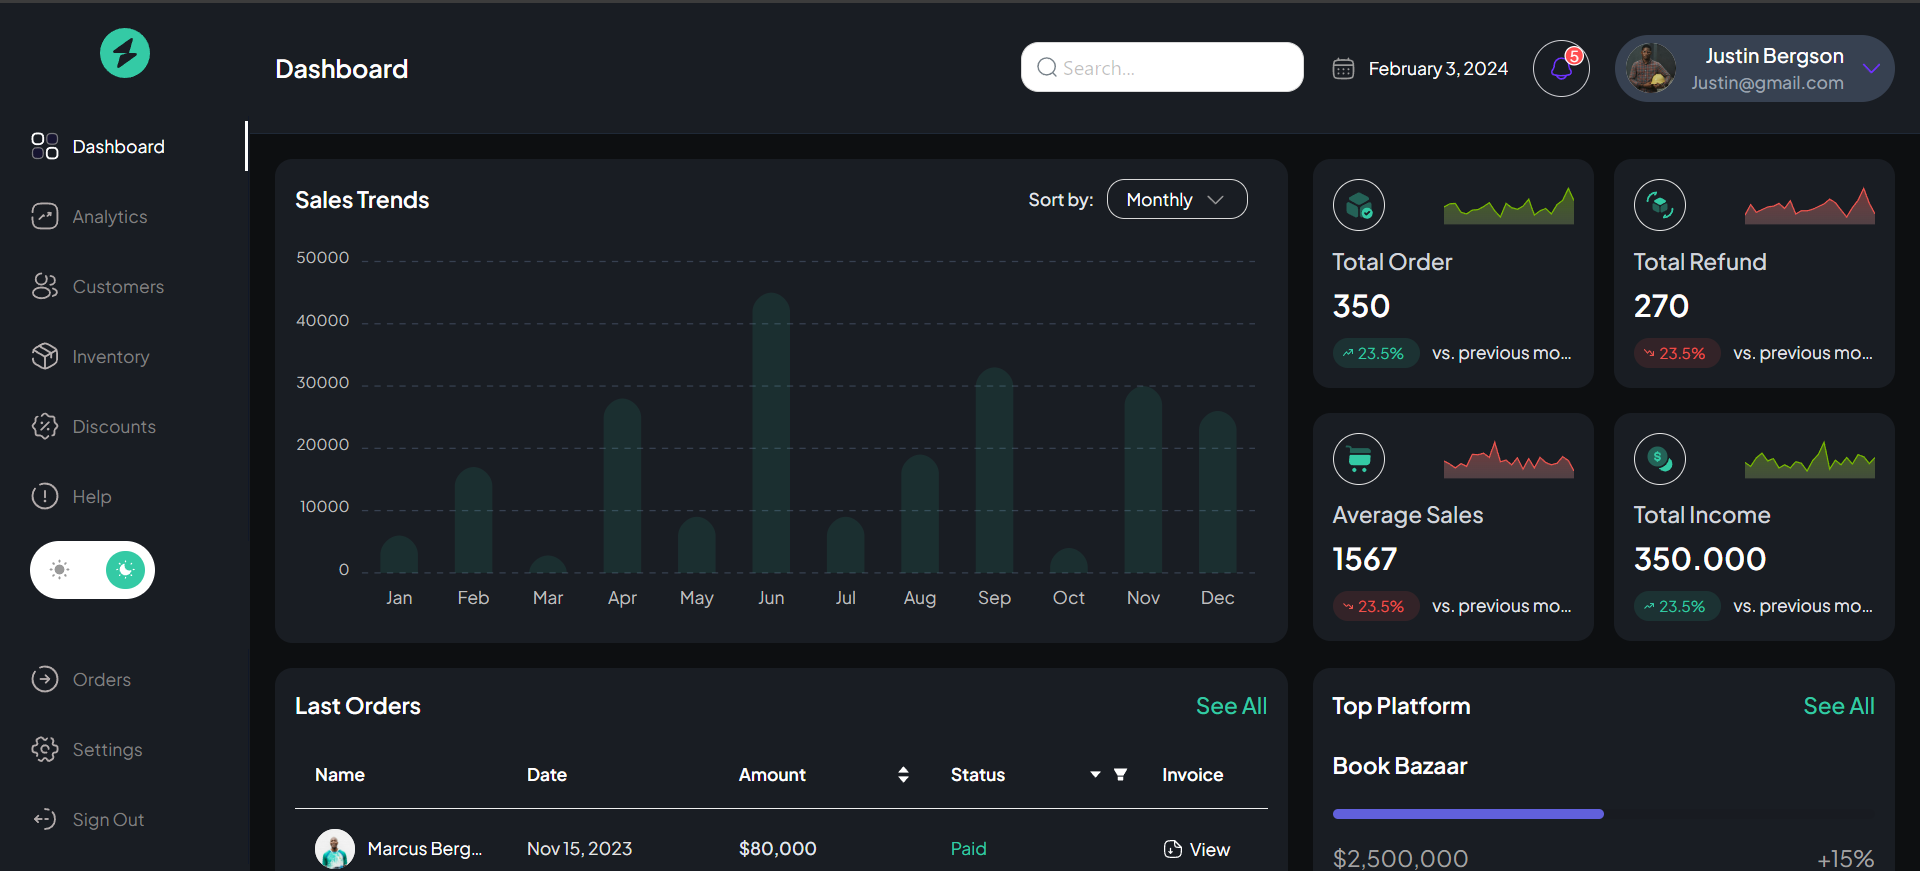 Dashboard
Search...
February 3, 2024
5
Justin Bergson
Justin@gmail.com
Dashboard
Analytics
Customers
Inventory
Discounts
Help
Orders
Settings
Sign Out
Sales Trends
Sort by:
Monthly
50000
40000
30000
20000
10000
0
Jan Feb Mar Apr May Jun Jul Aug Sep Oct Nov Dec
Total Order
350
23.5% vs. previous mo...
Total Refund
270
23.5% vs. previous mo...
Average Sales
1567
23.5% vs. previous mo...
$
Total Income
350.000
23.5% vs. previous mo...
Last Orders
See All
Name Date Amount Status Invoice
Marcus Berg... Nov 15, 2023 $80,000 Paid View
Top Platform
See All
Book Bazaar
$2,500,000
+15%